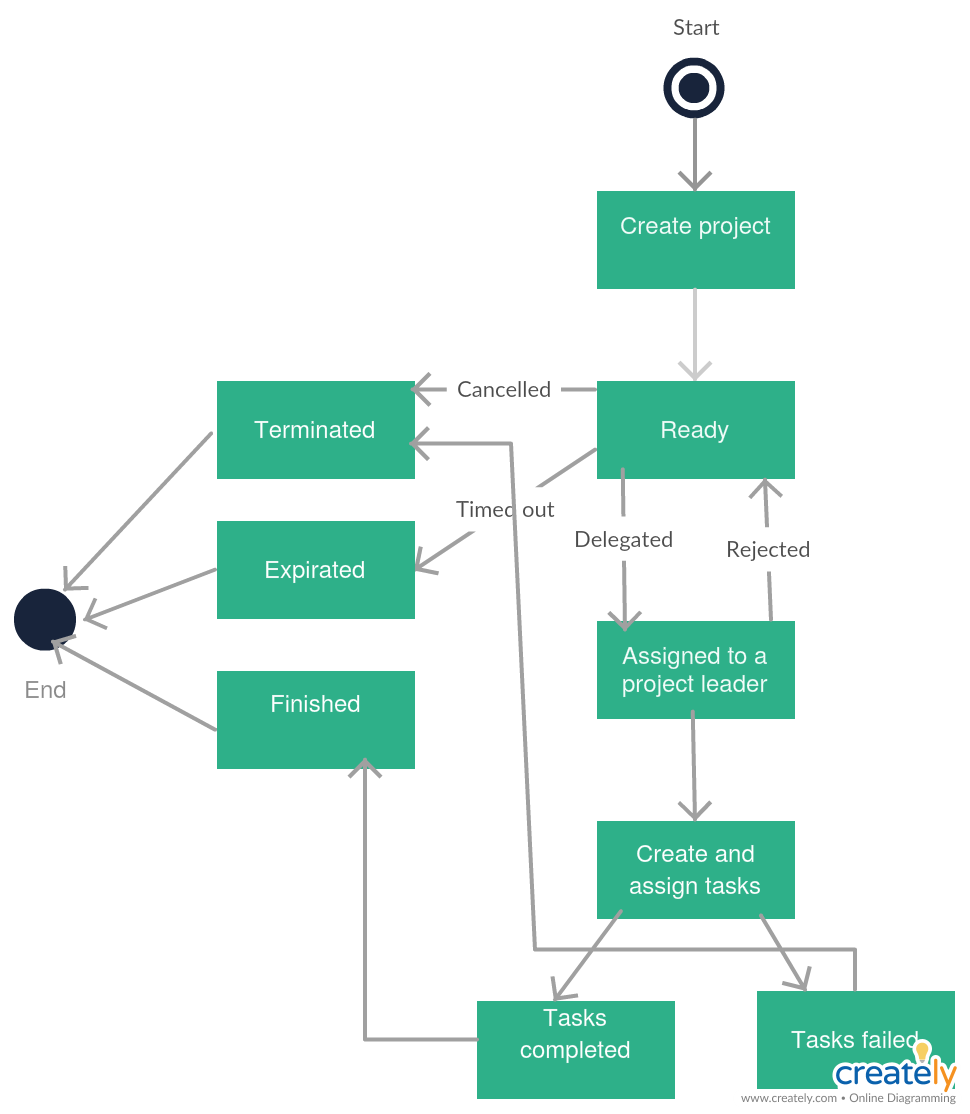 Start
Create project
Cancelled
Terminated
Ready
Timed out
Delegated
Rejected
Expirated
Assigned to a
project leader
End
Finished
Create and
assign tasks
Tasks
completed
Tasks failed
creately
www.creately.com • Online Diagramming